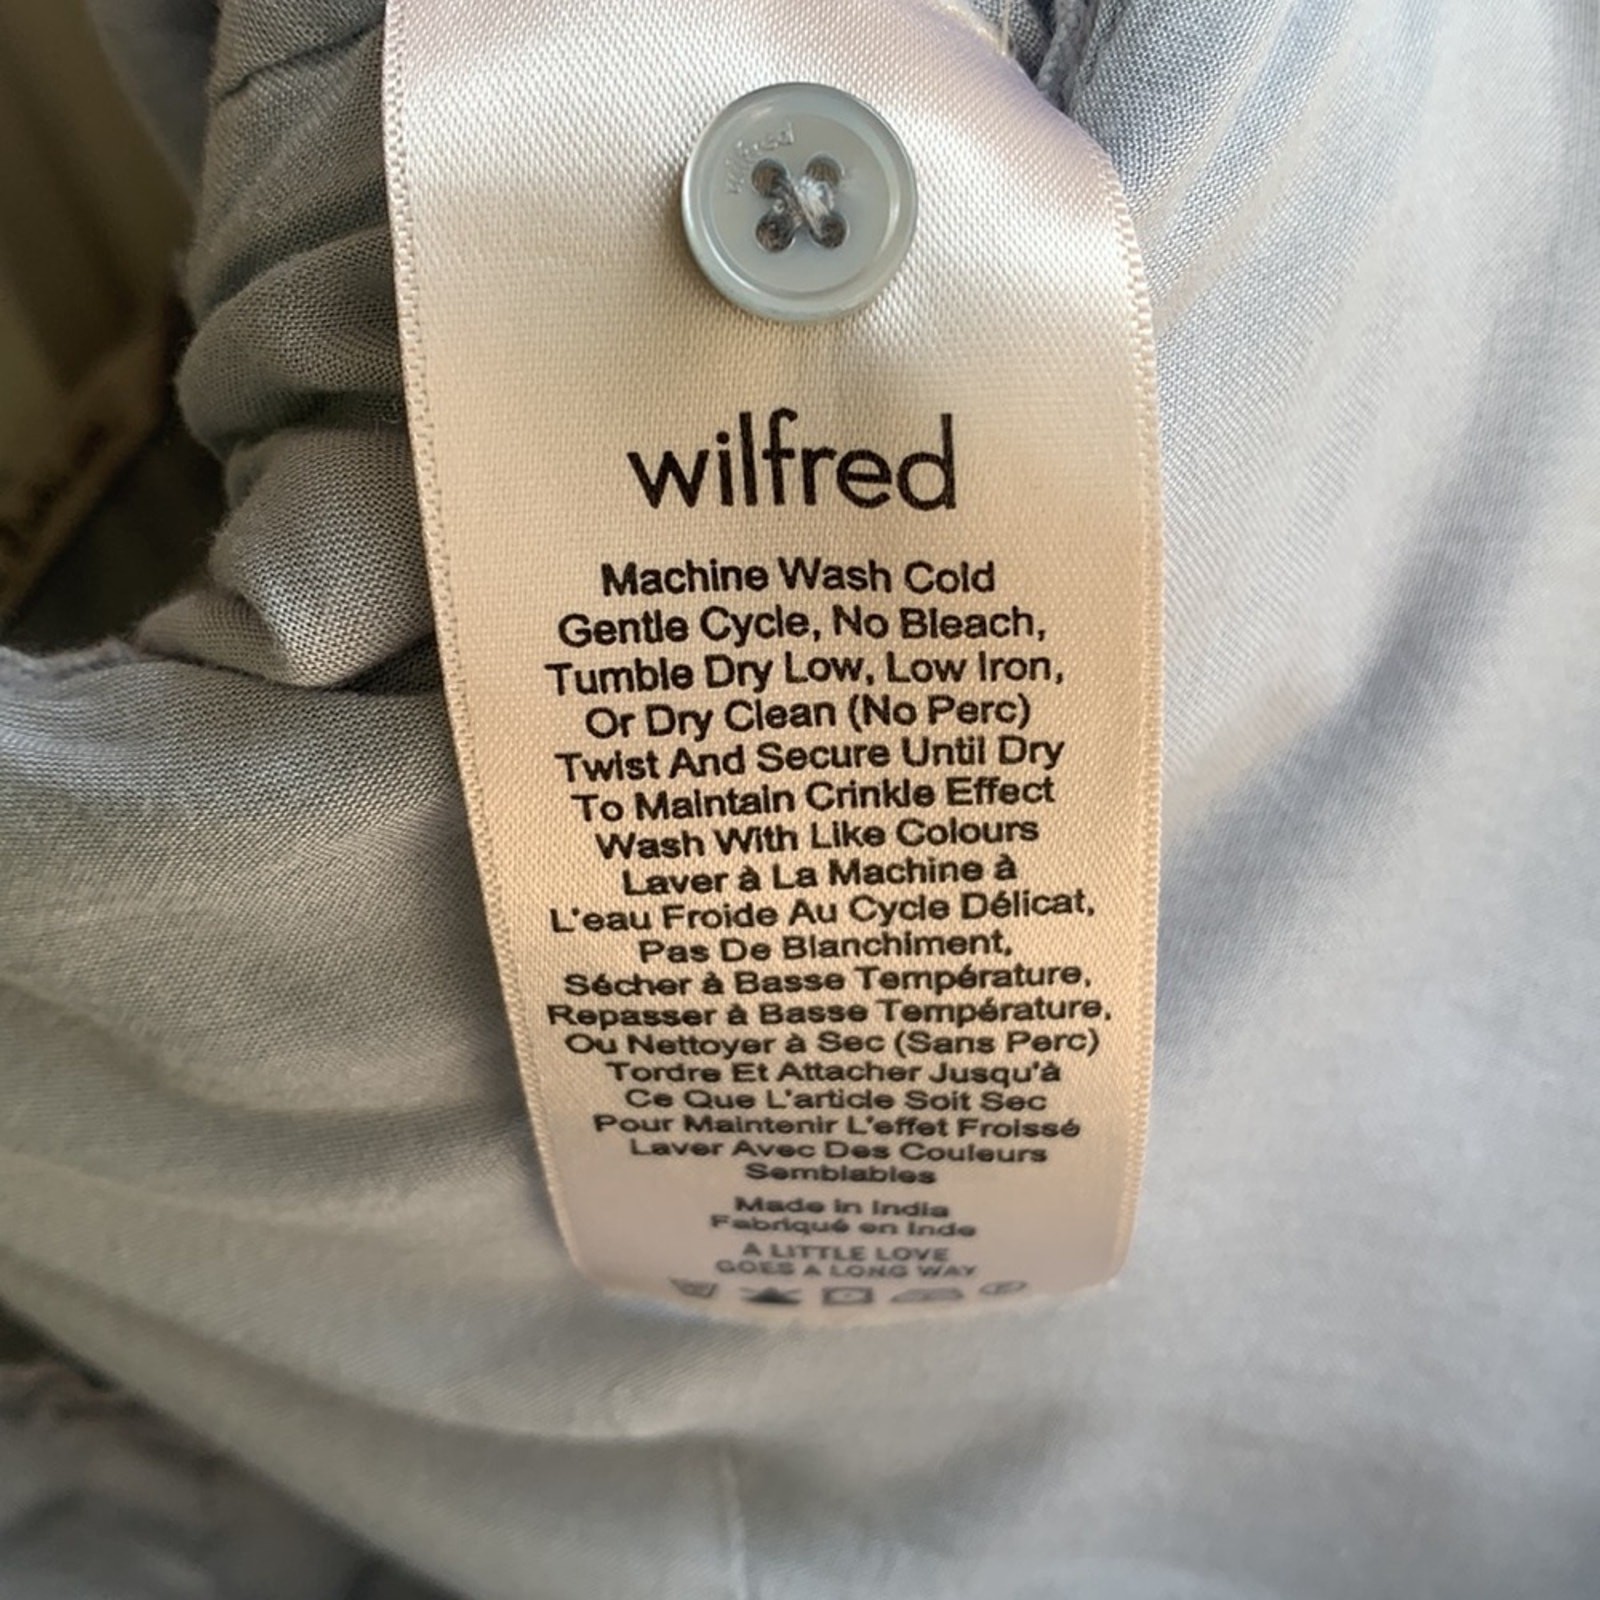 wilfred
wilfred
Machine Wash Cold
Gentle Cycle, No Bleach,
Tumble Dry Low, Low Iron,
Or Dry Clean (No Perc)
Twist And Secure Until Dry
To Maintain Crinkle Effect
Wash With Like Colours
Laver à La Machine à
L'eau Froide Au Cycle Délicat,
Pas De Blanchiment,
Sécher à Basse Température,
Repasser à Basse Température,
Ou Nettoyer à Sec (Sans Perc)
Tordre Et Attacher Jusqu'à
Ce Que L'article Soit Sec
Pour Maintenir L'effet Froissé
Laver Avec Des Couleurs
Semblables
Made in India
Fabriqué en Inde
A LITTLE LOVE
GOES A LONG WAY